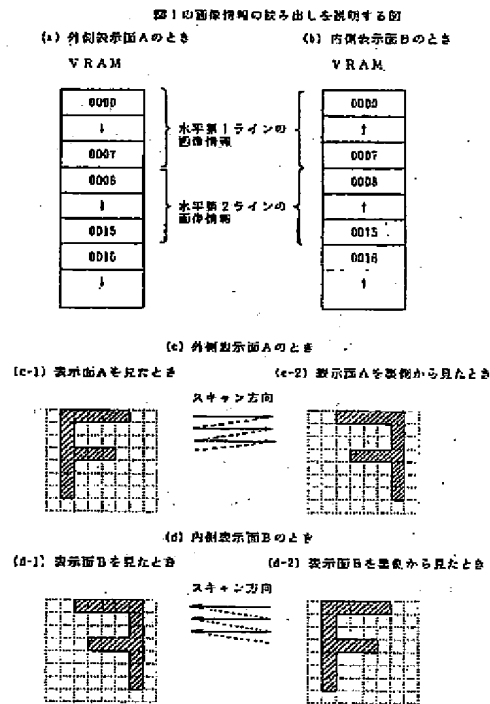 図1の画像情報の読み出しを説明する図
(a) 外側表示面Aのとき
(b) 内側表示面Bのとき
VRAM
VRAM
0000
↓
0007
0008
↓
0015
0016
↓
水平第1ラインの
画像情報
水平第2ラインの
画像情報
0000
↑
0007
0008
↑
0015
0016
↑
(c) 外側表示面Aのとき
(c-1) 表示面Aを見たとき
(c-2) 表示面Aを裏側から見たとき
スキャン方向
(d) 内側表示面Bのとき
(d-1) 表示面Bを見たとき
(d-2) 表示面Bを裏側から見たとき
スキャン方向